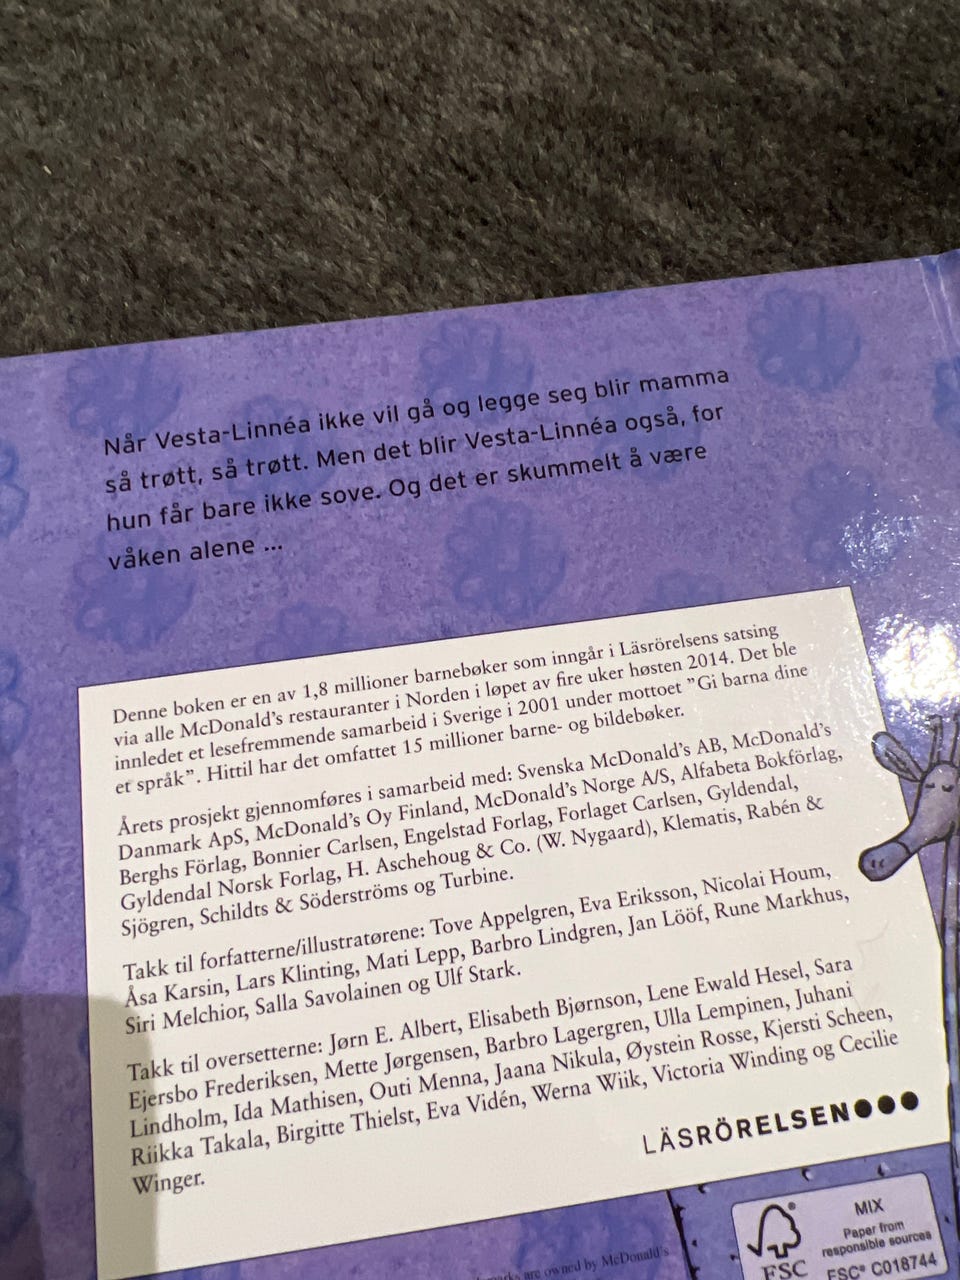 Når Vesta-Linnéa ikke vil gå og legge seg blir mamma
så trøtt, så trøtt. Men det blir Vesta-Linnéa også, for
hun får bare ikke sove. Og det er skummelt å være
våken alene ...
Denne boken er en av 1,8 millioner barnebøker som inngår i Läsrörelsens satsing
via alle McDonald's restauranter i Norden i løpet av fire uker høsten 2014. Det ble
innledet et lesefremmende samarbeid i Sverige i 2001 under mottoet "Gi barna dine
et språk". Hittil har det omfattet 15 millioner barne- og bildebøker.
Årets prosjekt gjennomføres i samarbeid med: Svenska McDonald's AB, McDonald's
Danmark ApS, McDonald's Oy Finland, McDonald's Norge A/S, Alfabeta Bokförlag,
Berghs Förlag, Bonnier Carlsen, Engelstad Forlag, Forlaget Carlsen, Gyldendal,
Gyldendal Norsk Forlag, H. Aschehoug & Co. (W. Nygaard), Klematis, Rabén &
Sjögren, Schildts & Söderströms og Turbine.
Takk til forfatterne/illustratørene: Tove Appelgren, Eva Eriksson, Nicolai Houm,
Åsa Karsin, Lars Klinting, Mati Lepp, Barbro Lindgren, Jan Lööf, Rune Markhus,
Siri Melchior, Salla Savolainen og Ulf Stark.
Takk til oversetterne: Jørn E. Albert, Elisabeth Bjørnson, Lene Ewald Hesel, Sara
Ejersbo Frederiksen, Mette Jørgensen, Barbro Lagergren, Ulla Lempinen, Juhani
Lindholm, Ida Mathisen, Outi Menna, Jaana Nikula, Øystein Rosse, Kjersti Scheen,
Riikka Takala, Birgitte Thielst, Eva Vidén, Werna Wiik, Victoria Winding og Cecilie
Winger.
LÄSRÖRELSEN
are owned by McDonald's
FSC
MIX
Paper from
responsible sources
FSC® C018744